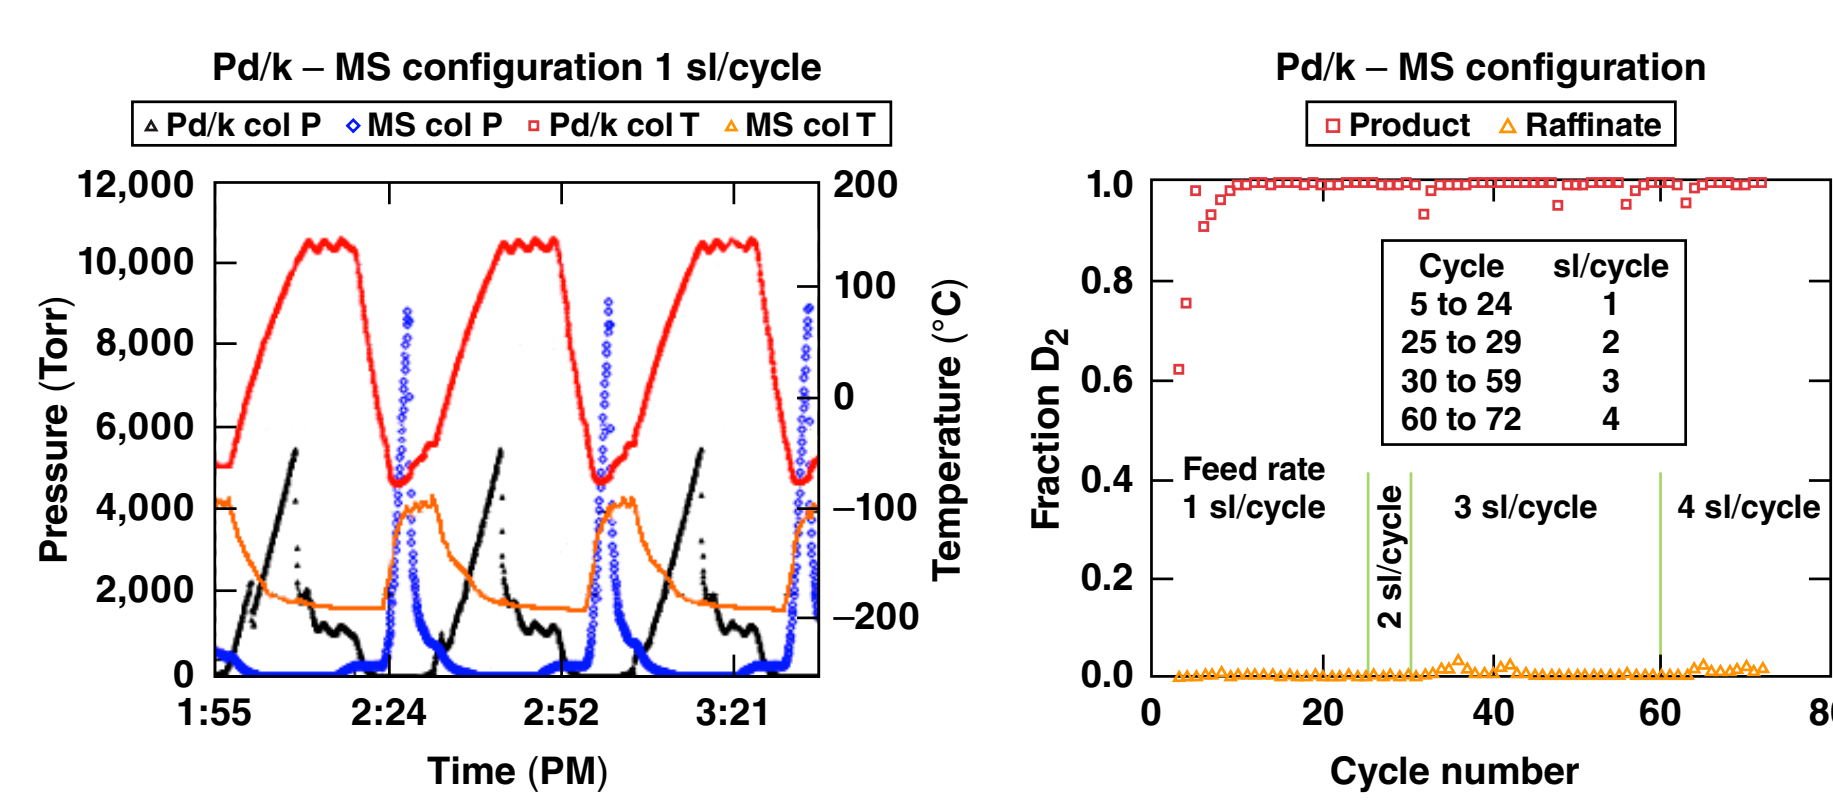 Pd/k – MS configuration 1 sl/cycle
Pd/k col P MS col P Pd/k col T MS col T
12,000
10,000
8,000
6,000
4,000
2,000
0
Pressure (Torr)
200
100
0
–100
–200
Temperature (°C)
1:55 2:24 2:52 3:21
Time (PM)
Pd/k – MS configuration
Product Raffinate
1.0
0.8
0.6
0.4
0.2
0.0
Fraction D2
Cycle sl/cycle
5 to 24 1
25 to 29 2
30 to 59 3
60 to 72 4
Feed rate
1 sl/cycle
2 sl/cycle
3 sl/cycle
4 sl/cycle
0 20 40 60
Cycle number